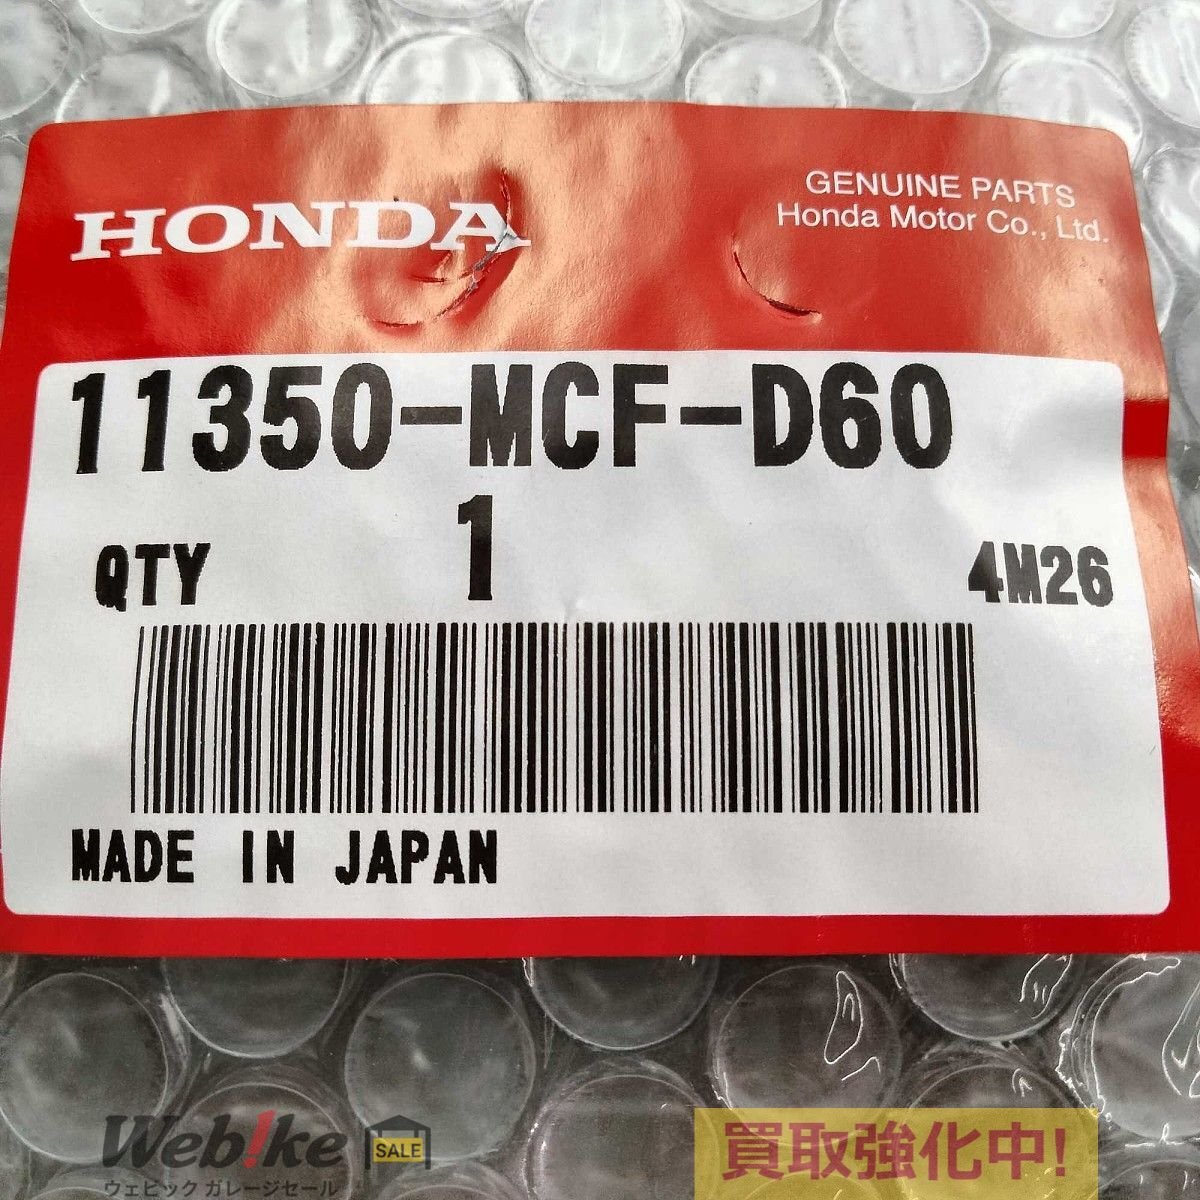 HONDA
GENUINE PARTS
Honda Motor Co., Ltd.
11350-MCF-D60
QTY 1 4M26
MADE IN JAPAN
Web!ke SALE
ウェビック ガレージセール
買取強化中!